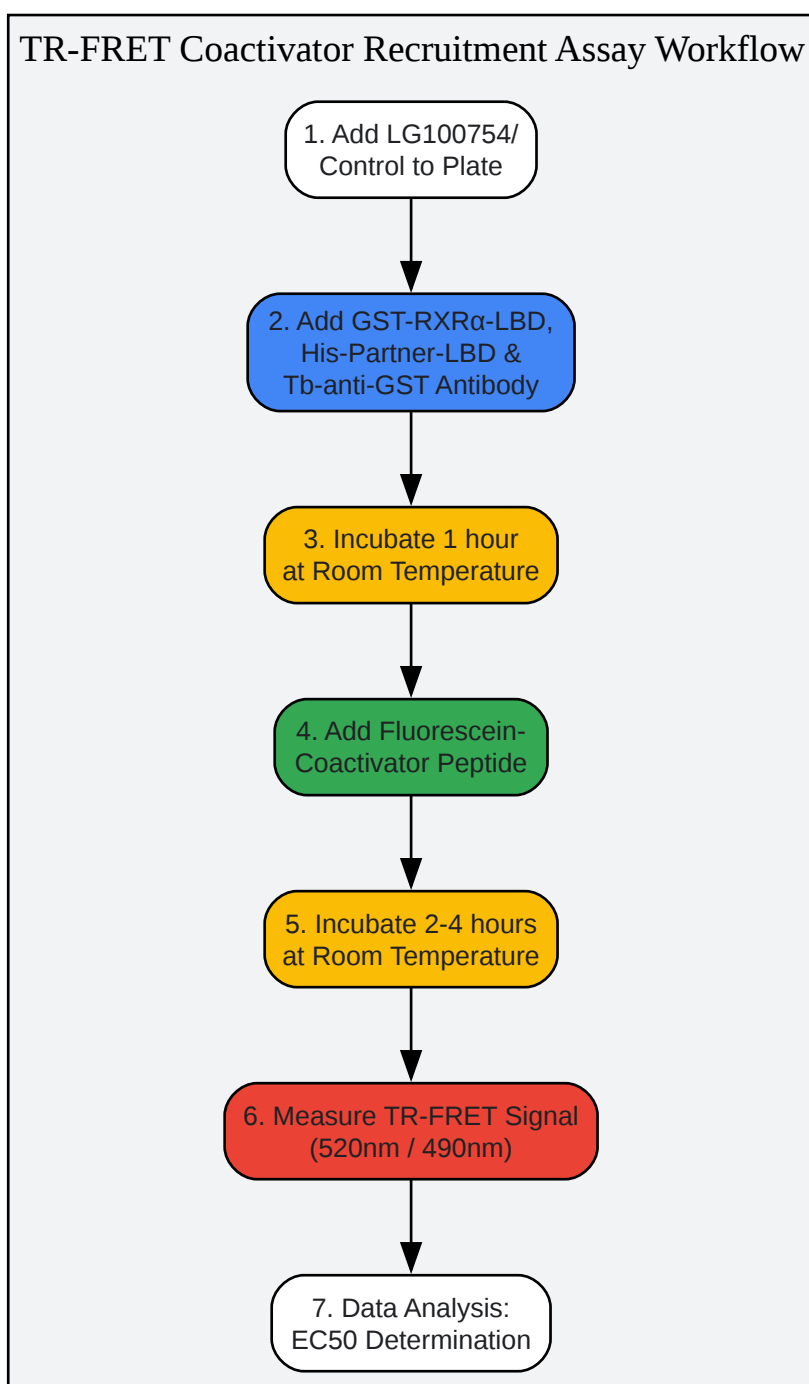 TR-FRET Coactivator Recruitment Assay Workflow
1. Add LG100754/
Control to Plate
2. Add GST-RXRα-LBD,
His-Partner-LBD &
Tb-anti-GST Antibody
3. Incubate 1 hour
at Room Temperature
4. Add Fluorescein-
Coactivator Peptide
5. Incubate 2-4 hours
at Room Temperature
6. Measure TR-FRET Signal
(520nm / 490nm)
7. Data Analysis:
EC50 Determination